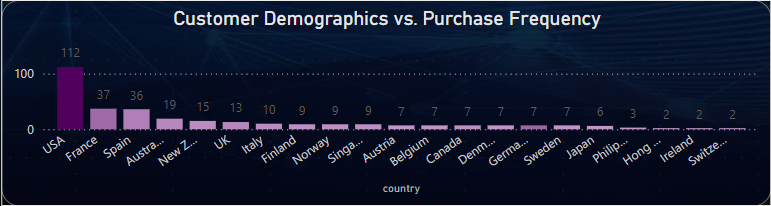 Customer Demographics vs. Purchase Frequency
112
100
37
36
19
15
13
10
9
9
9
7
7
7
7
7
7
6
3
2
2
2
0
USA
France
Spain
Austra...
New Z...
UK
Italy
Finland
Norway
Singa...
Austria
Belgium
Canada
Denm...
Germa...
Sweden
Japan
Philip...
Hong ...
Ireland
Switze...
country